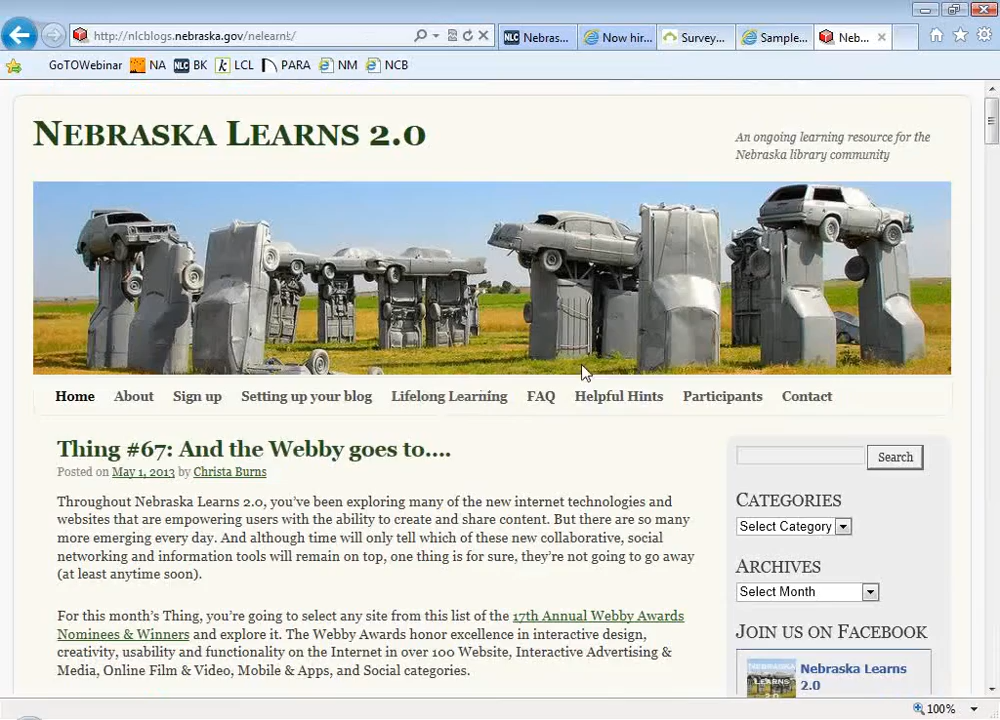 http://nlcblogs.nebraska.gov/nelearns/
NLC Nebras...
Now hir...
Survey...
Sample...
Neb...
GoTOWebinar
NA
NLC BK
k LCL
PARA
NM
NCB
Nebraska Learns 2.0
An ongoing learning resource for the
Nebraska library community
Home
About
Sign up
Setting up your blog
Lifelong Learning
FAQ
Helpful Hints
Participants
Contact
Thing #67: And the Webby goes to....
Posted on May 1, 2013 by Christa Burns
Throughout Nebraska Learns 2.0, you've been exploring many of the new internet technologies and
websites that are empowering users with the ability to create and share content. But there are so many
more emerging every day. And although time will only tell which of these new collaborative, social
networking and information tools will remain on top, one thing is for sure, they're not going to go away
(at least anytime soon).
For this month's Thing, you're going to select any site from this list of the 17th Annual Webby Awards
Nominees & Winners and explore it. The Webby Awards honor excellence in interactive design,
creativity, usability and functionality on the Internet in over 100 Website, Interactive Advertising &
Media, Online Film & Video, Mobile & Apps, and Social categories.
Search
Categories
Select Category
Archives
Select Month
Join us on Facebook
Nebraska Learns
2.0
100%